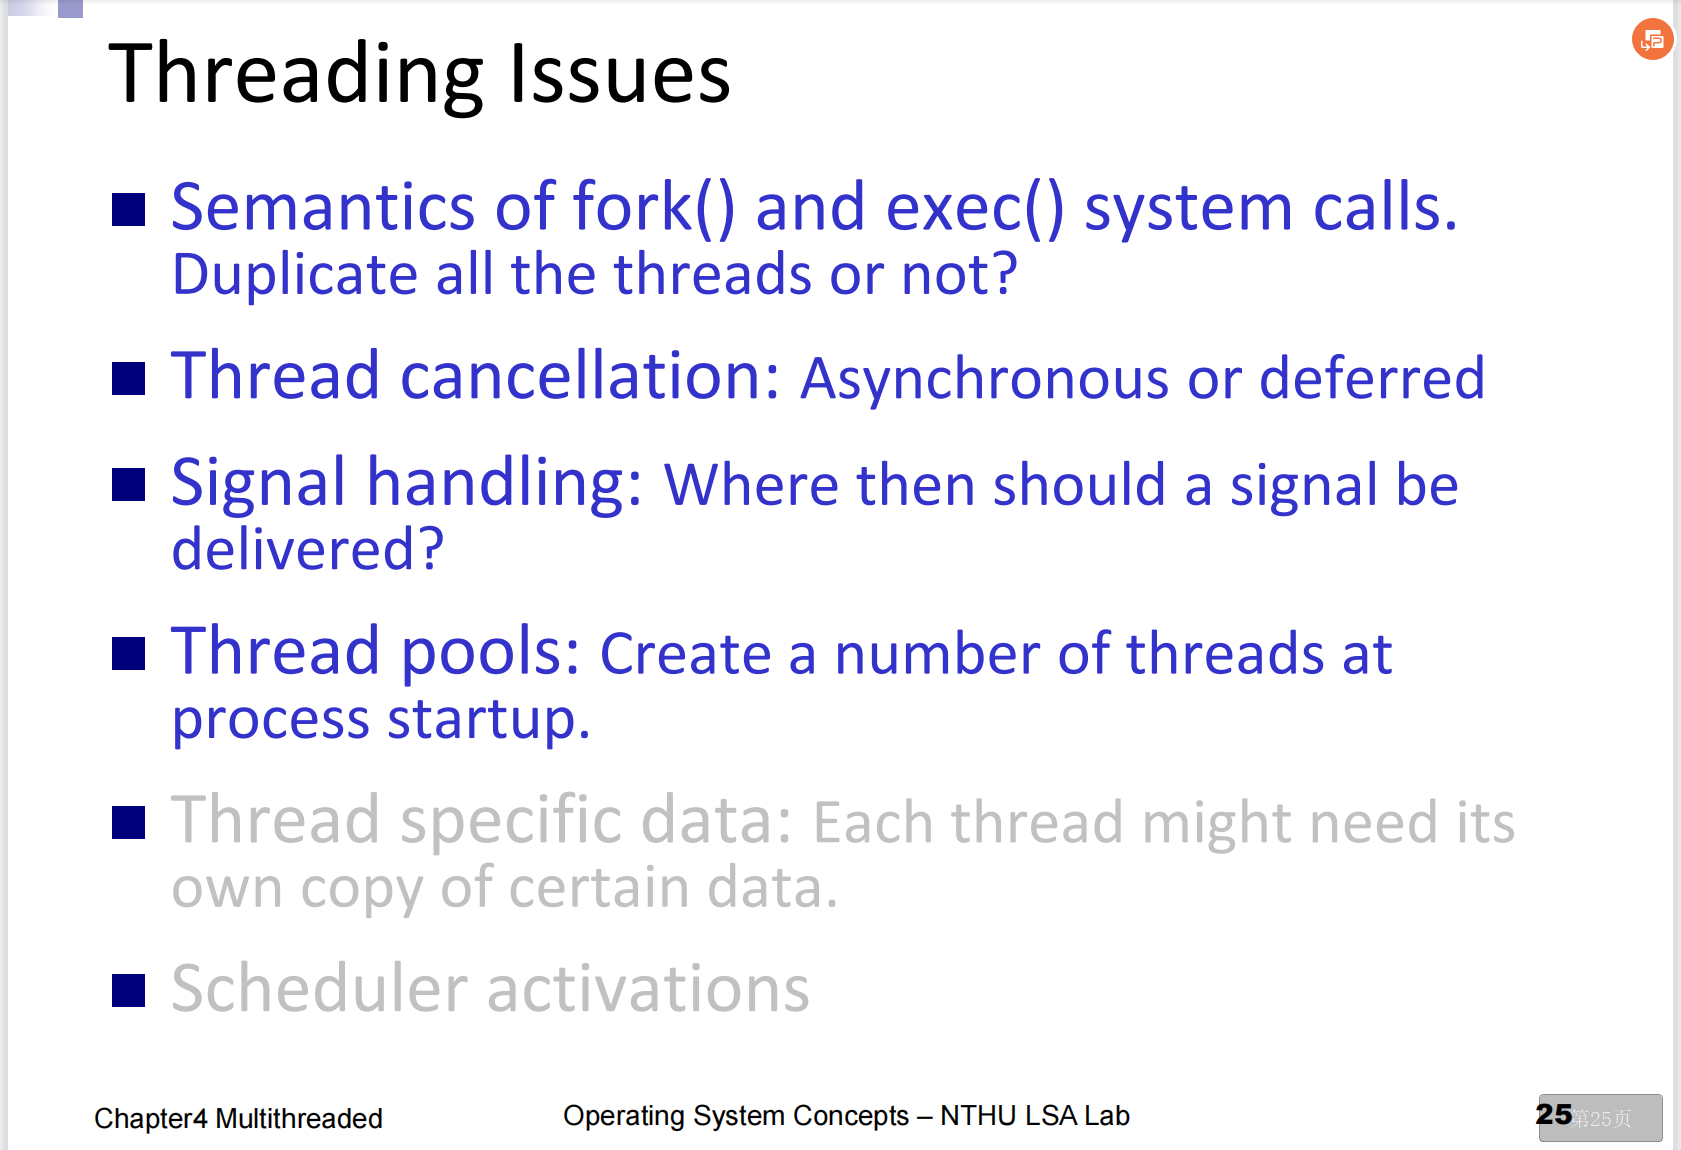 Threading Issues
Semantics of fork() and exec() system calls.
Duplicate all the threads or not?
Thread cancellation: Asynchronous or deferred
Signal handling: Where then should a signal be
delivered?
Thread pools: Create a number of threads at
process startup.
Thread specific data: Each thread might need its
own copy of certain data.
Scheduler activations
Chapter4 Multithreaded
Operating System Concepts – NTHU LSA Lab
25
第25页